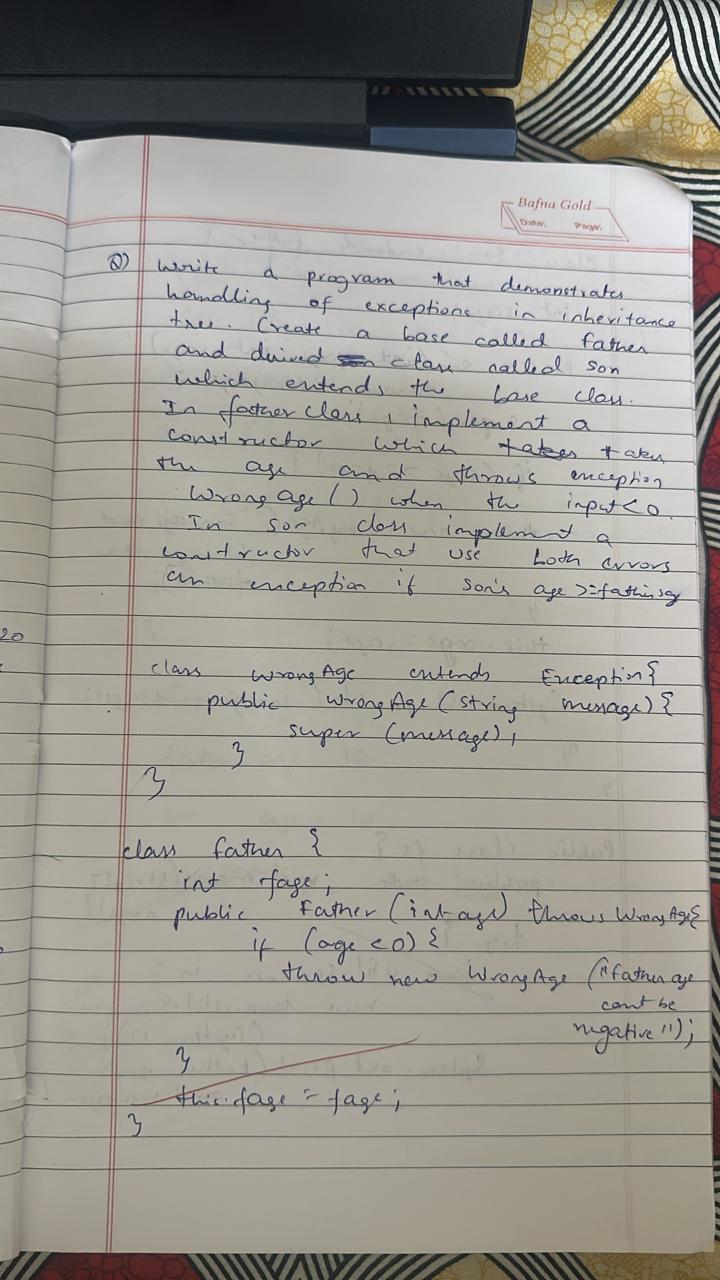 Bafna Gold
Date: Page:
Q) Write a program that demonstrates
handling of exceptions in inheritance
tree. Create a base called father
and derived class called son
which extends the base class.
In father class, implement a
constructor which takes takes
the age and throws exception
Wrong age () when the input<0.
In son class implement a
constructor that use both errors
an exception if son's age >=
20
class WrongAge extends Exception{
public WrongAge (string message) {
super (message);
}
}
class father {
int fage;
public Father (int age) throws WrongAge{
if (age <0) {
throw new WrongAge ("father age
cant be
negative");
}
this.fage = fage;
}